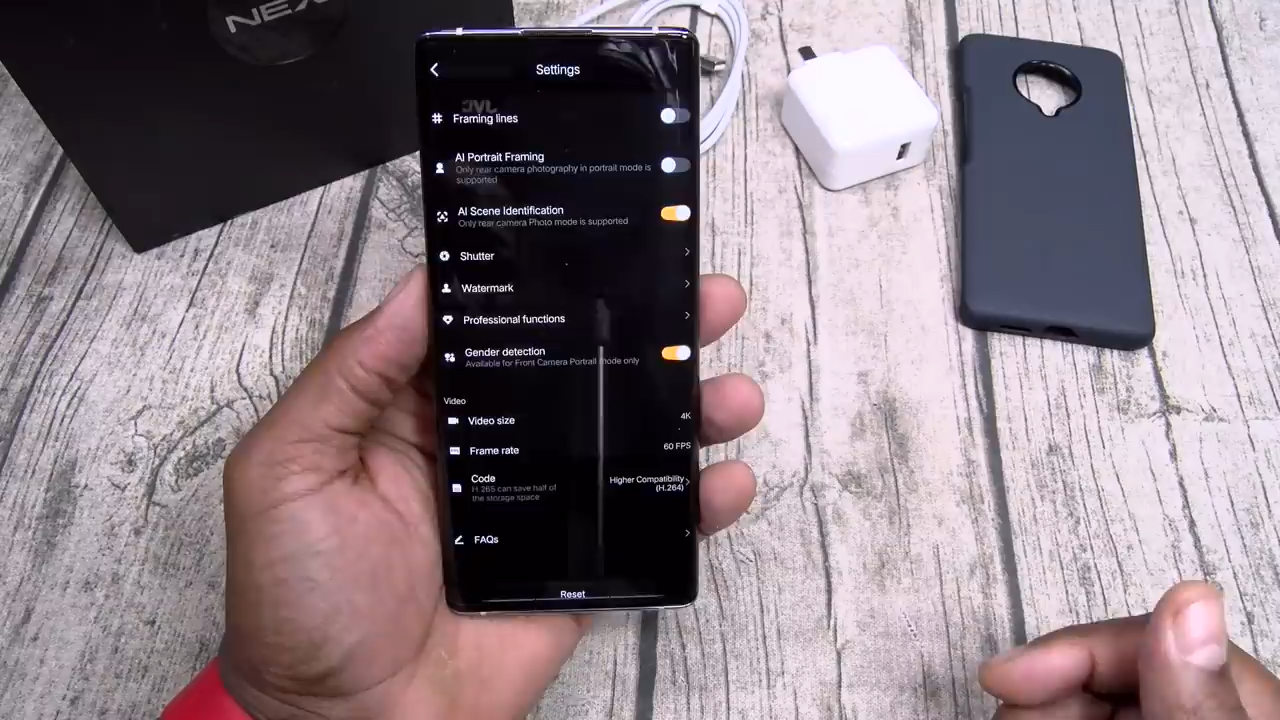 NEX
Settings
Framing lines
AI Portrait Framing
Only rear camera photography in portrait mode is
supported
AI Scene Identification
Only rear camera Photo mode is supported
Shutter
Watermark
Professional functions
Gender detection
Available for Front Camera Portrait mode only
Video
Video size
4K
Frame rate
60 FPS
Code
H.265 can save half of
the storage space
Higher Compatibility
(H.264)
FAQs
Reset